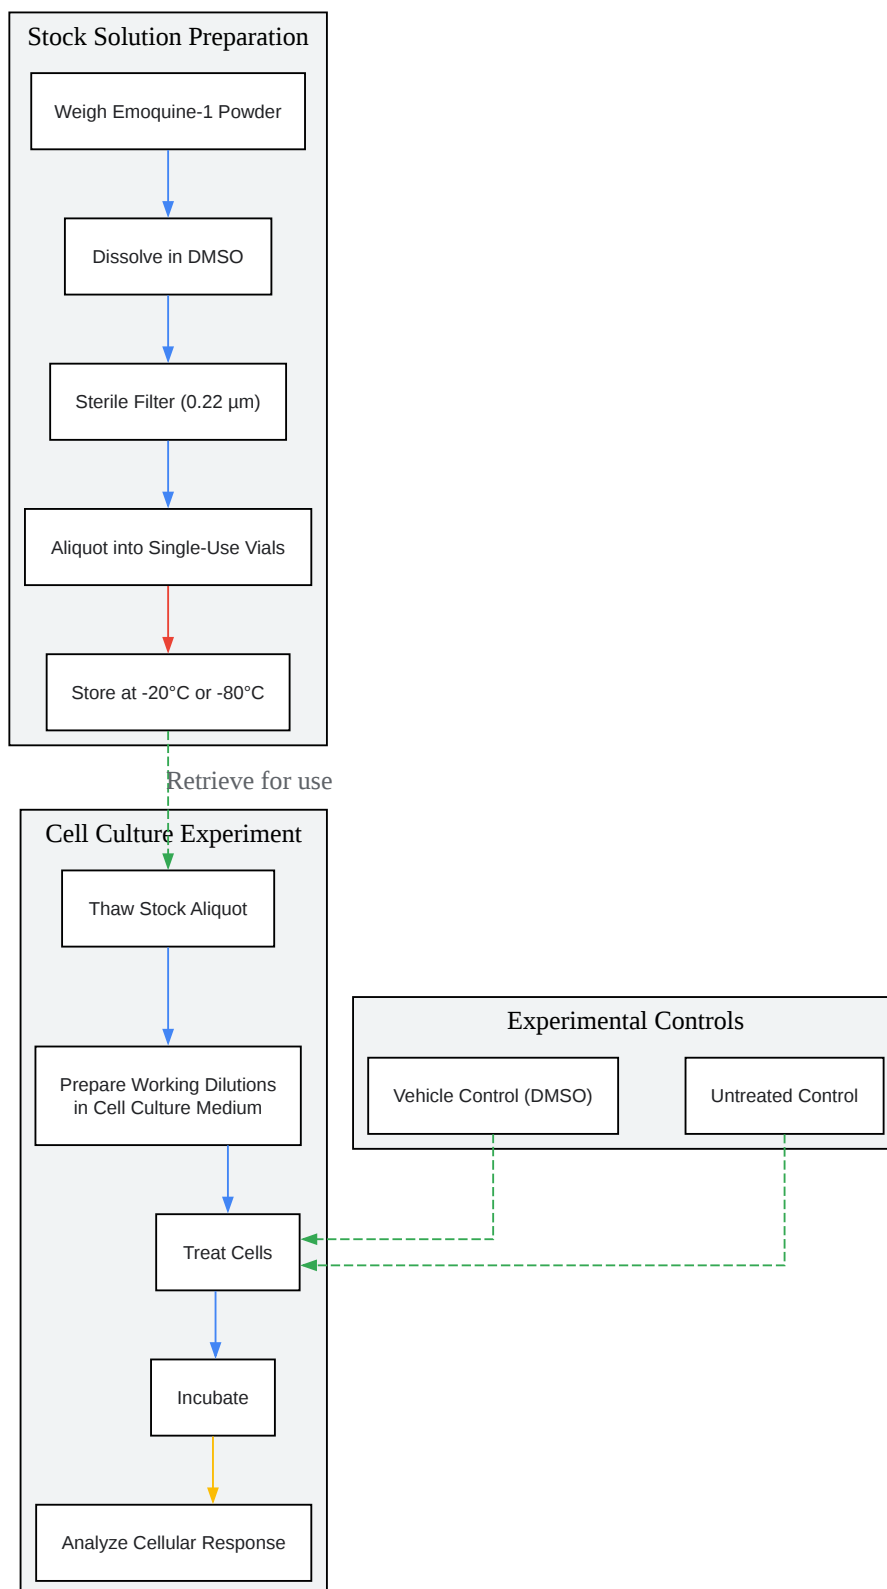 Stock Solution Preparation
Weigh Emoquine-1 Powder
Dissolve in DMSO
Sterile Filter (0.22 µm)
Aliquot into Single-Use Vials
Store at -20°C or -80°C
Retrieve for use
Cell Culture Experiment
Thaw Stock Aliquot
Prepare Working Dilutions
in Cell Culture Medium
Experimental Controls
Vehicle Control (DMSO)
Untreated Control
Treat Cells
Incubate
Analyze Cellular Response